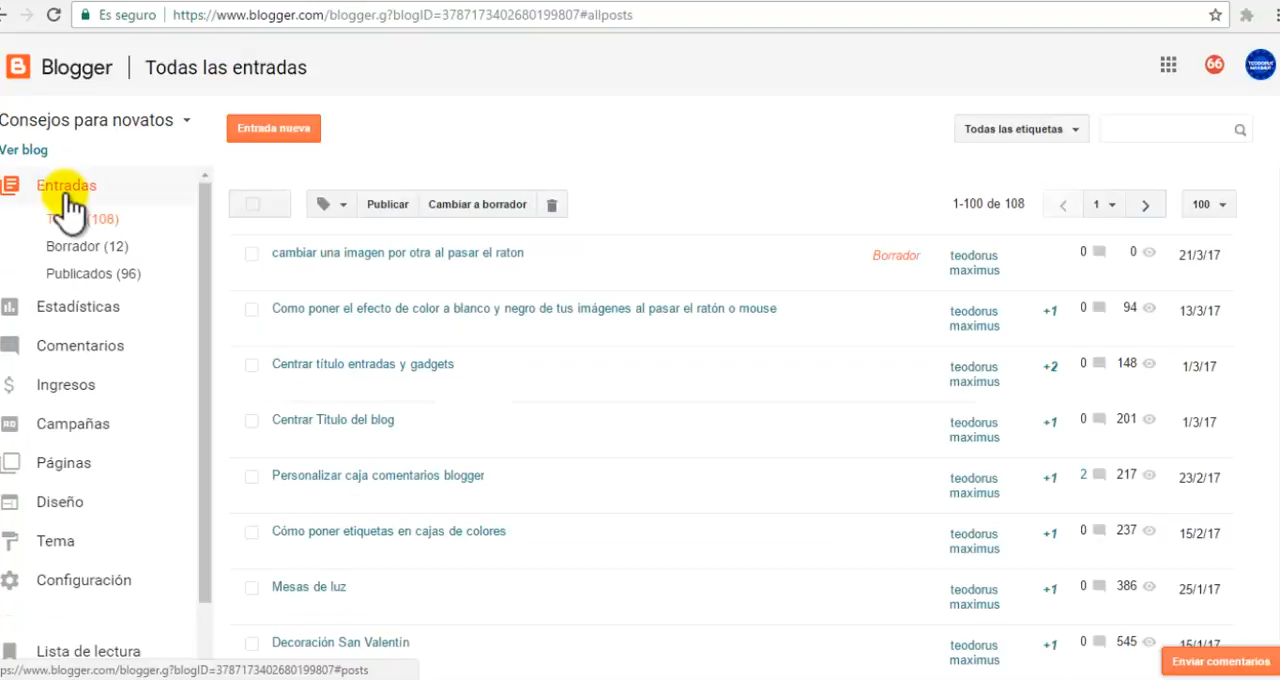 Es seguro https://www.blogger.com/blogger.g?blogID=3787173402680199807#allposts
Blogger Todas las entradas
66
TEODORUS
MAXIMUS
Consejos para novatos
Entrada nueva
Todas las etiquetas
Ver blog
Entradas
(108)
Borrador (12)
Publicados (96)
Estadísticas
Comentarios
Ingresos
Campañas
Páginas
Diseño
Tema
Configuración
Lista de lectura
Publicar Cambiar a borrador 1-100 de 108 1 100
cambiar una imagen por otra al pasar el raton Borrador teodorus maximus 0 0 21/3/17
Como poner el efecto de color a blanco y negro de tus imágenes al pasar el ratón o mouse teodorus maximus +1 0 94 13/3/17
Centrar título entradas y gadgets teodorus maximus +2 0 148 1/3/17
Centrar Titulo del blog teodorus maximus +1 0 201 1/3/17
Personalizar caja comentarios blogger teodorus maximus +1 2 217 23/2/17
Cómo poner etiquetas en cajas de colores teodorus maximus +1 0 237 15/2/17
Mesas de luz teodorus maximus +1 0 386 25/1/17
Decoración San Valentin teodorus maximus +1 0 545 15/1/17
Enviar comentarios
ps://www.blogger.com/blogger.g?blogID=3787173402680199807#posts